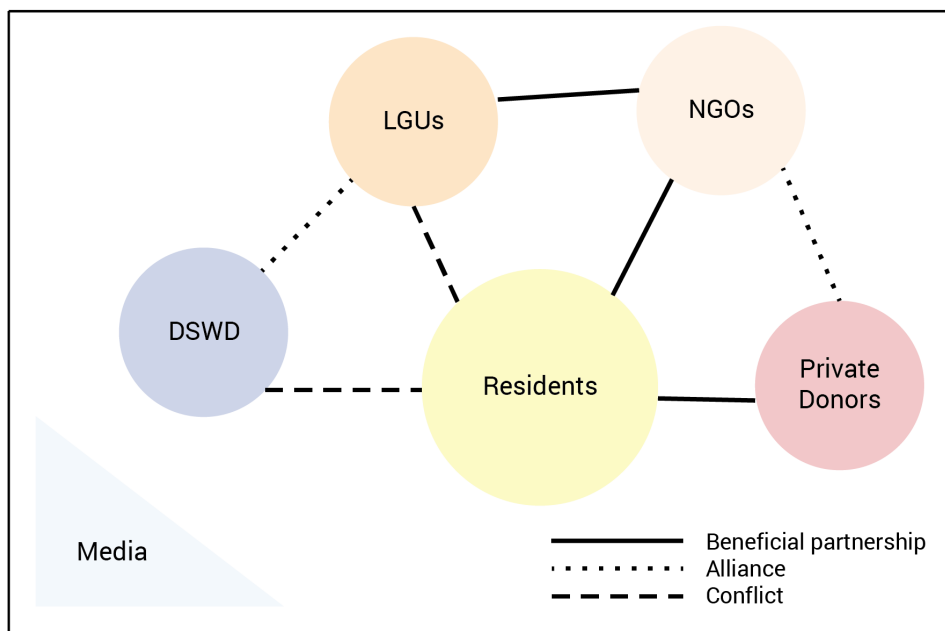 LGUs
NGOs
DSWD
Residents
Private
Donors
Media
Beneficial partnership
Alliance
Conflict